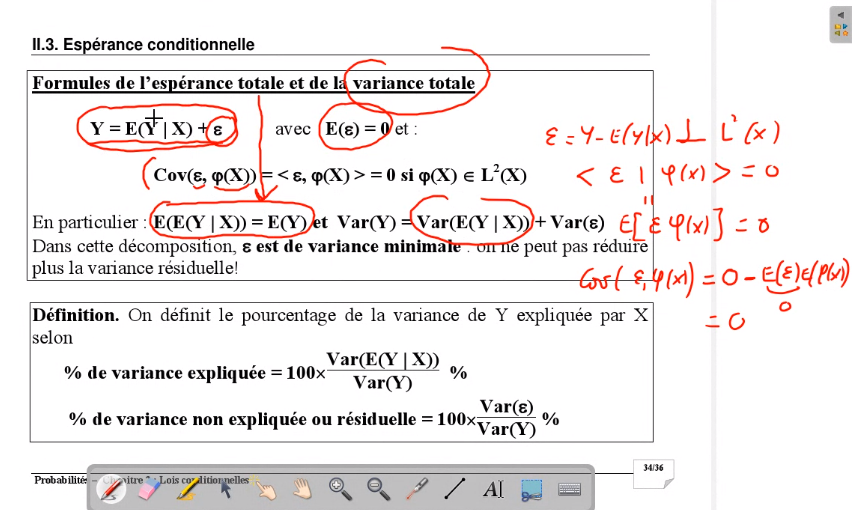 II.3. Espérance conditionnelle
Formules de l'espérance totale et de la variance totale
Y = E(Y | X) + ε avec E(ε) = 0 et :
Cov(ε, φ(X)) = < ε, φ(X) > = 0 si φ(X) ∈ L²(X)
En particulier : E(E(Y | X)) = E(Y) et Var(Y) = Var(E(Y | X)) + Var(ε)
Dans cette décomposition, ε est de variance minimale : on ne peut pas réduire
plus la variance résiduelle!
ε = Y - E(Y|X) ⊥ L²(X)
< ε | φ(X) > = 0
"
E[ε φ(X)] = 0
Cov(ε, φ(X)) = 0 - E(ε)E(φ(X))
0
= 0
Définition. On définit le pourcentage de la variance de Y expliquée par X
selon
% de variance expliquée = 100× Var(E(Y | X)) / Var(Y) %
% de variance non expliquée ou résiduelle = 100× Var(ε) / Var(Y) %
34/36
Probabilités Lois conditionnelles
AI